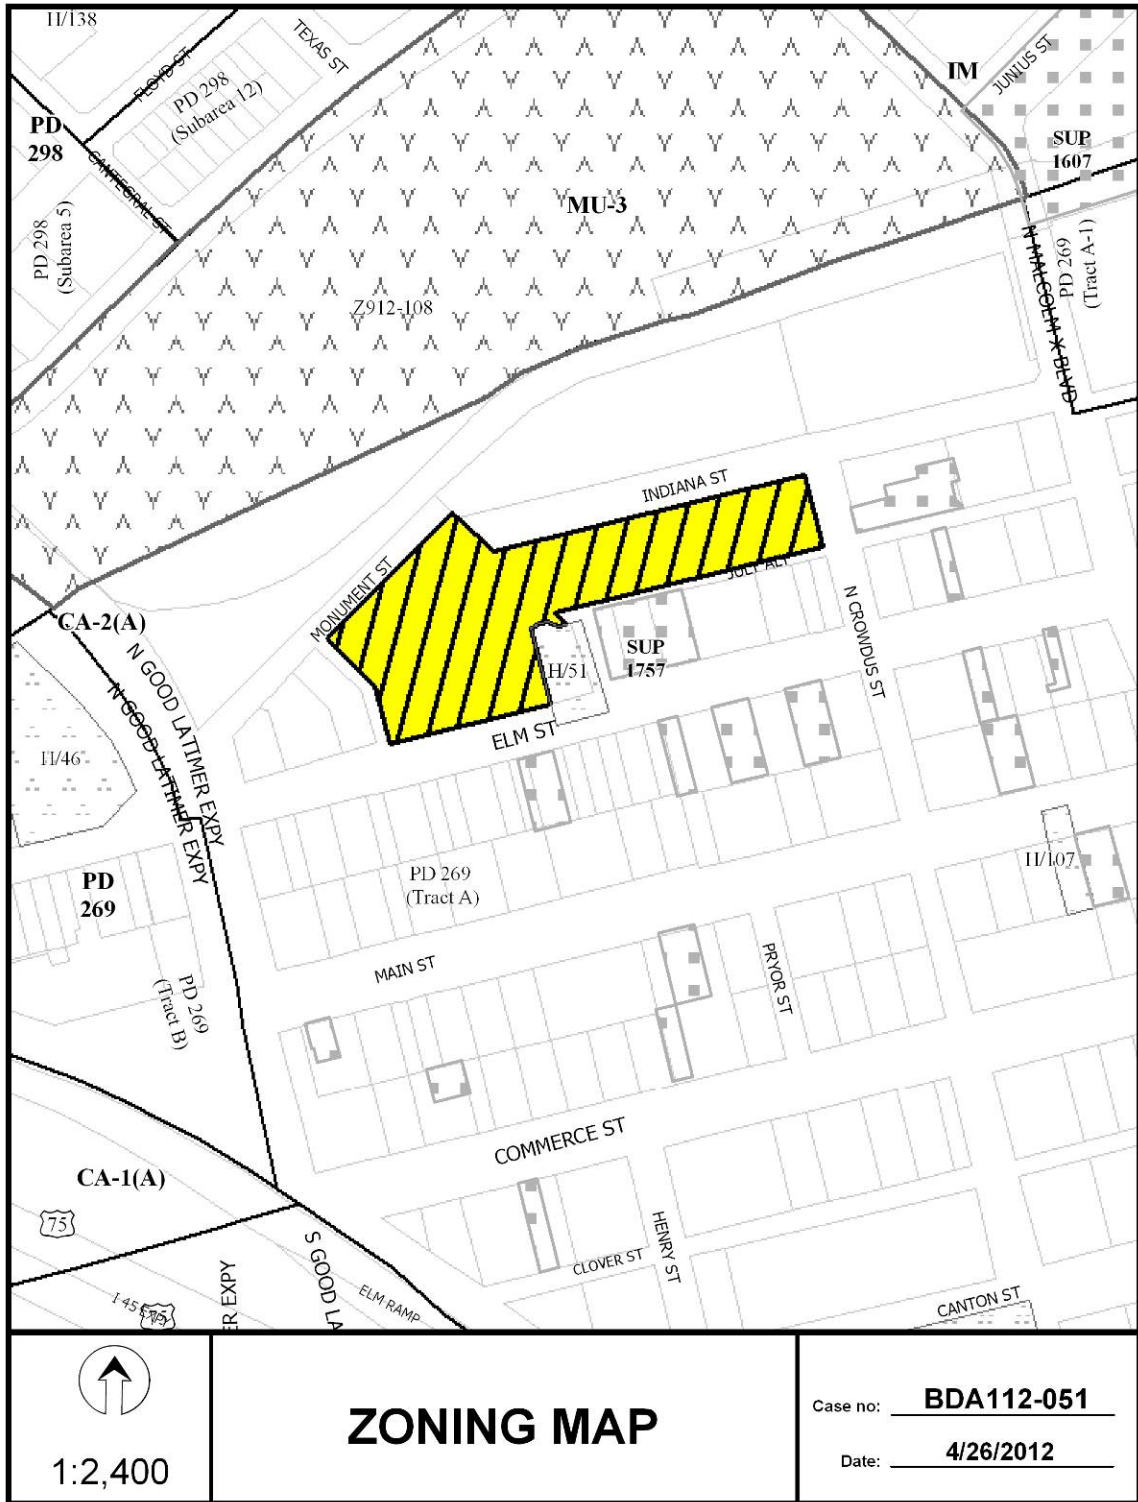 H/138
FLOYD ST
TEXAS ST
PD 298
(Subarea 12)
IM
JUNIUS ST
PD
298
SUP
1607
CANTEGRAL ST
MU-3
PD 298
(Subarea 5)
PD 269
(Tract A-1)
N MALCOLM X BLVD
Z912-108
INDIANA ST
MONUMENT ST
JULY ALY
CA-2(A)
N GOOD LATIMER EXPY
N GOOD LATIMER EXPY
N CROWDUS ST
SUP
1757
H/51
ELM ST
H/46
PD
269
PD 269
(Tract A)
H/107
MAIN ST
PRYOR ST
PD 269
(Tract B)
COMMERCE ST
CA-1(A)
75
HENRY ST
CLOVER ST
S GOOD LA
ER EXPY
ELM RAMP
CANTON ST
75
1:2,400
ZONING MAP
Case no: BDA112-051
Date: 4/26/2012